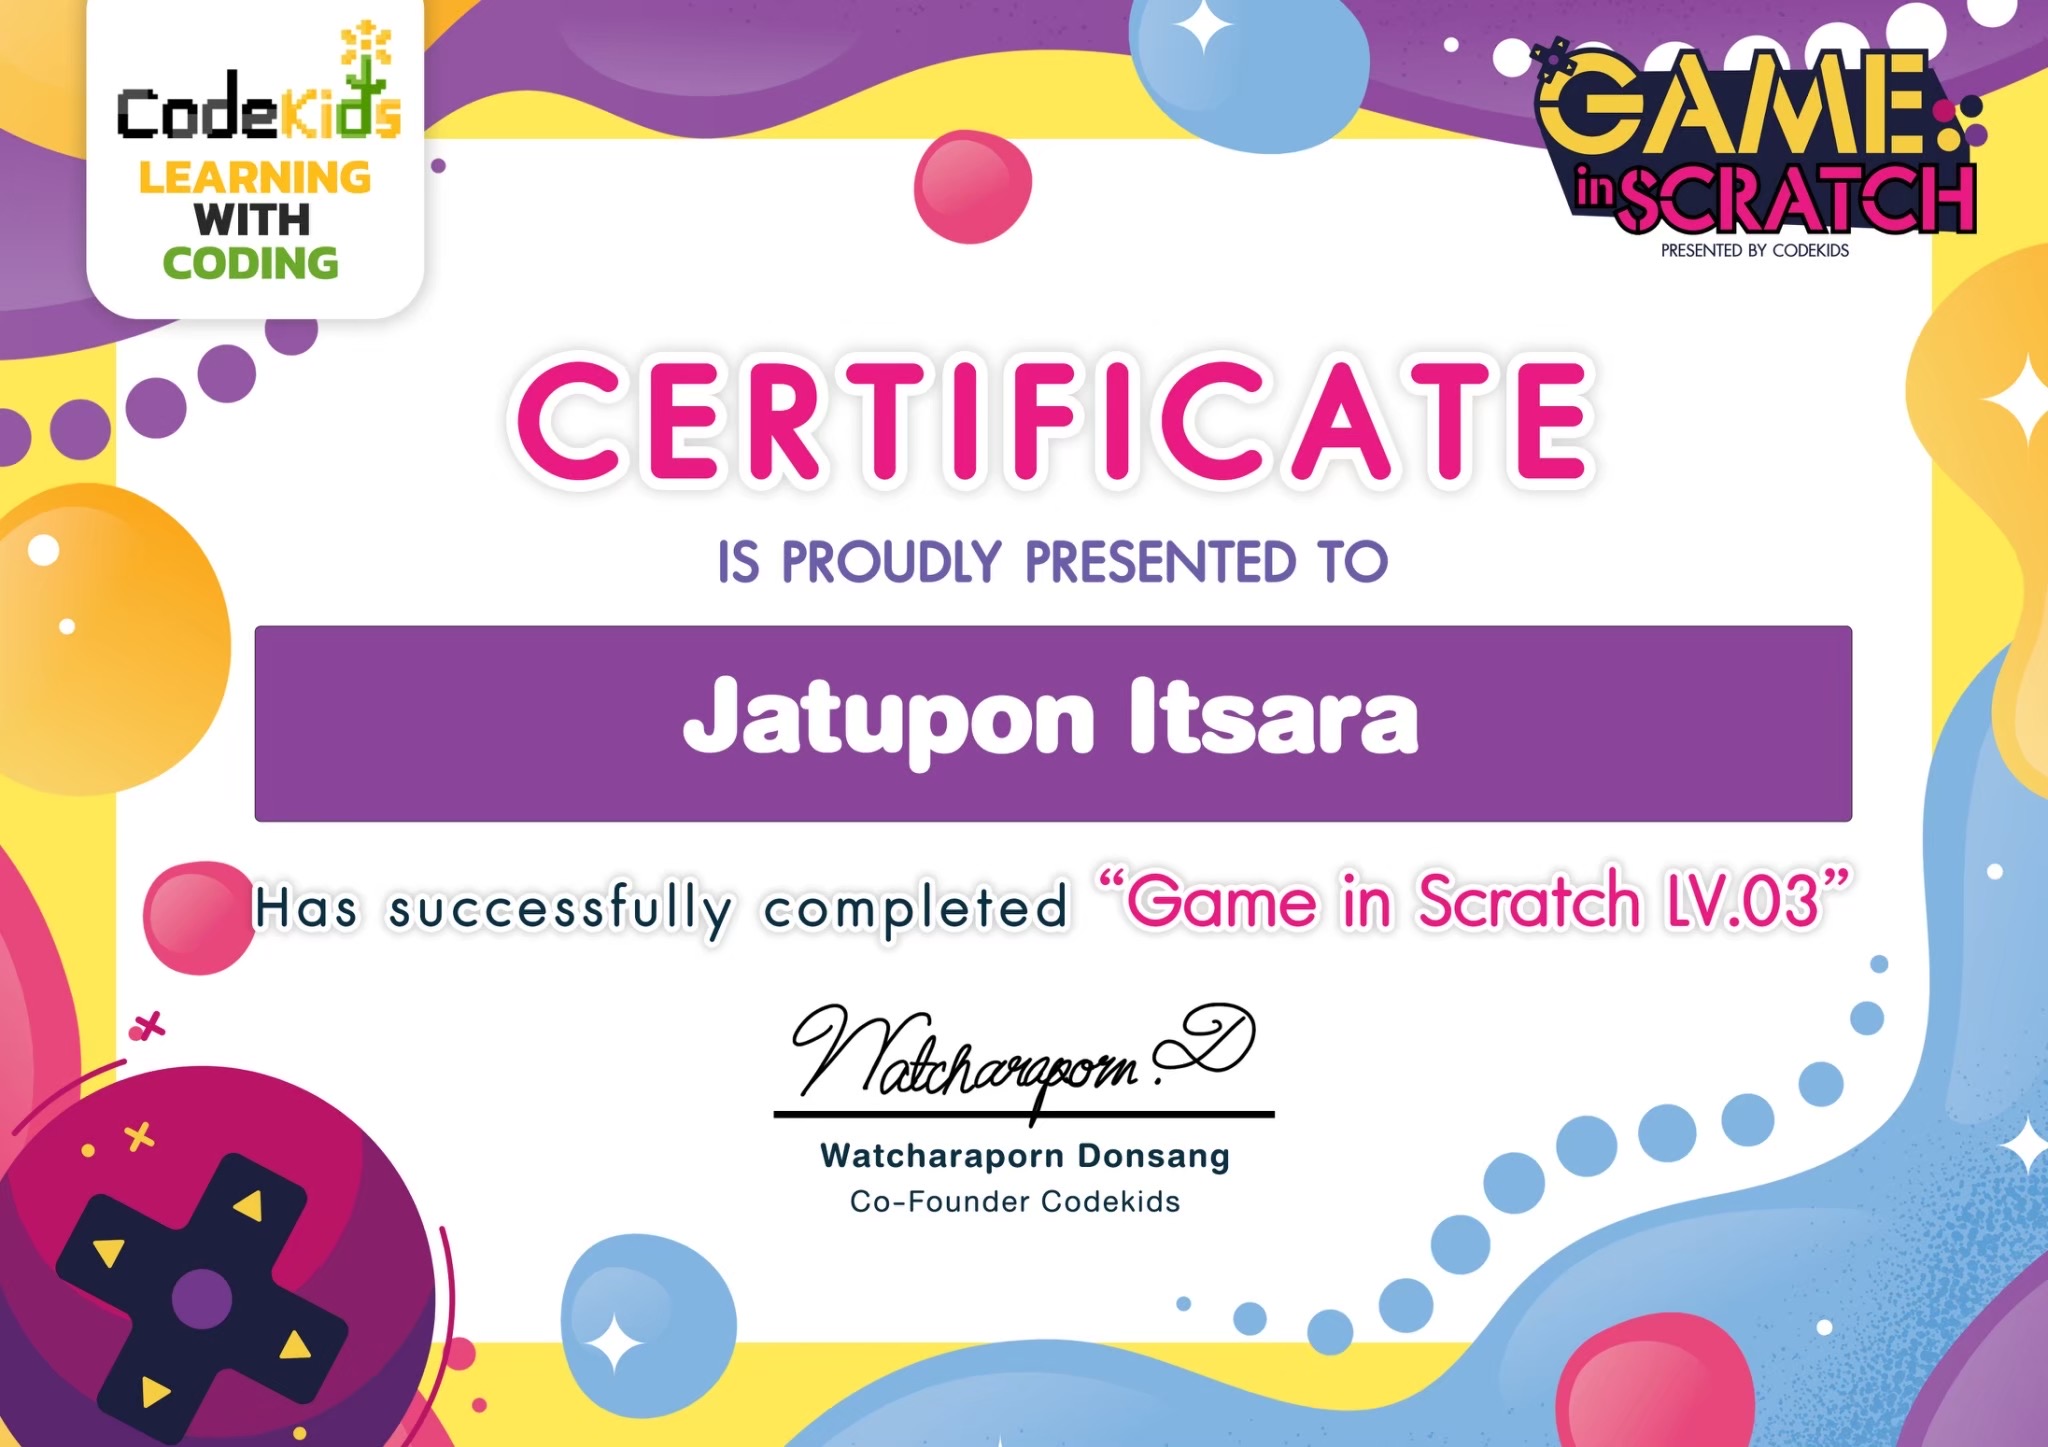 CodeKids
LEARNING
WITH
CODING
GAME
in SCRATCH
PRESENTED BY CODEKIDS
CERTIFICATE
IS PROUDLY PRESENTED TO
Jatupon Itsara
Has successfully completed “Game in Scratch LV.03”
Watcharaporn. D
Watcharaporn Donsang
Co-Founder Codekids